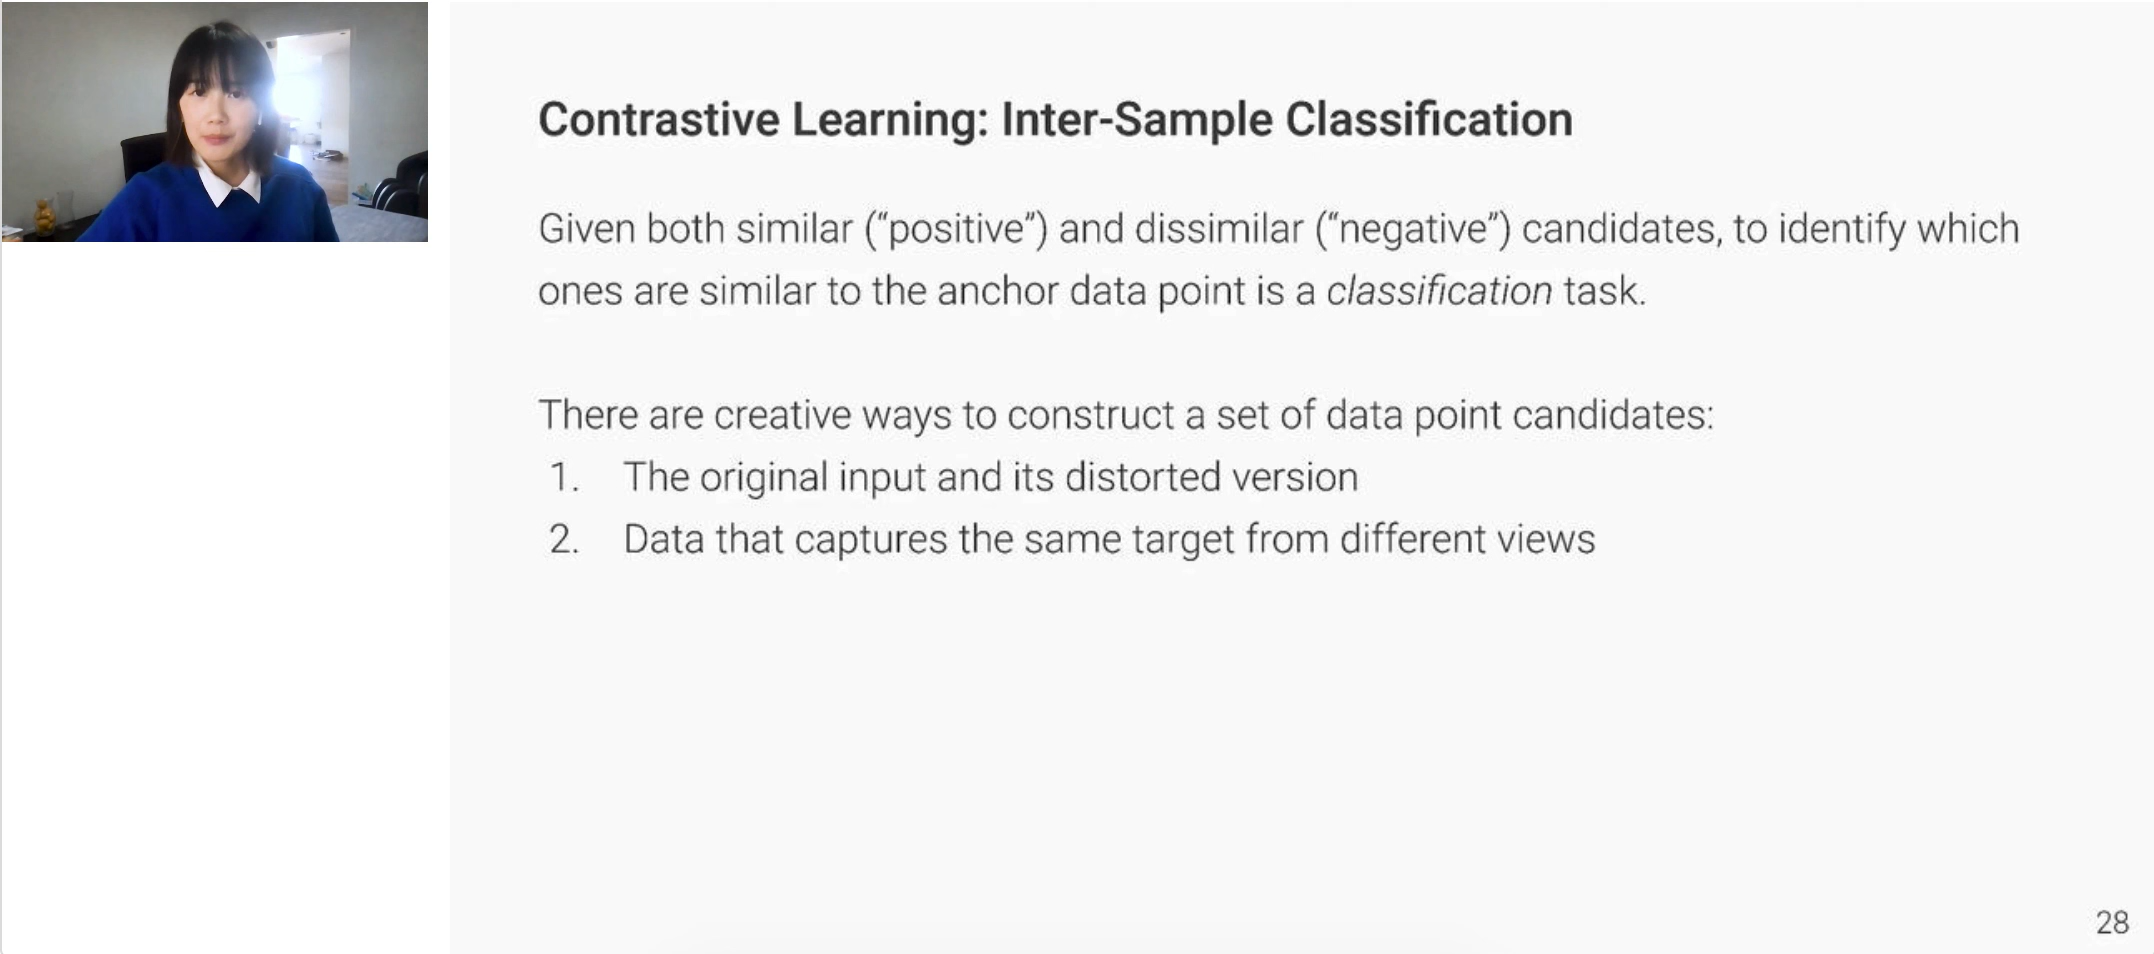 Contrastive Learning: Inter-Sample Classification
Given both similar (“positive”) and dissimilar (“negative”) candidates, to identify which
ones are similar to the anchor data point is a classification task.
There are creative ways to construct a set of data point candidates:
1. The original input and its distorted version
2. Data that captures the same target from different views
28